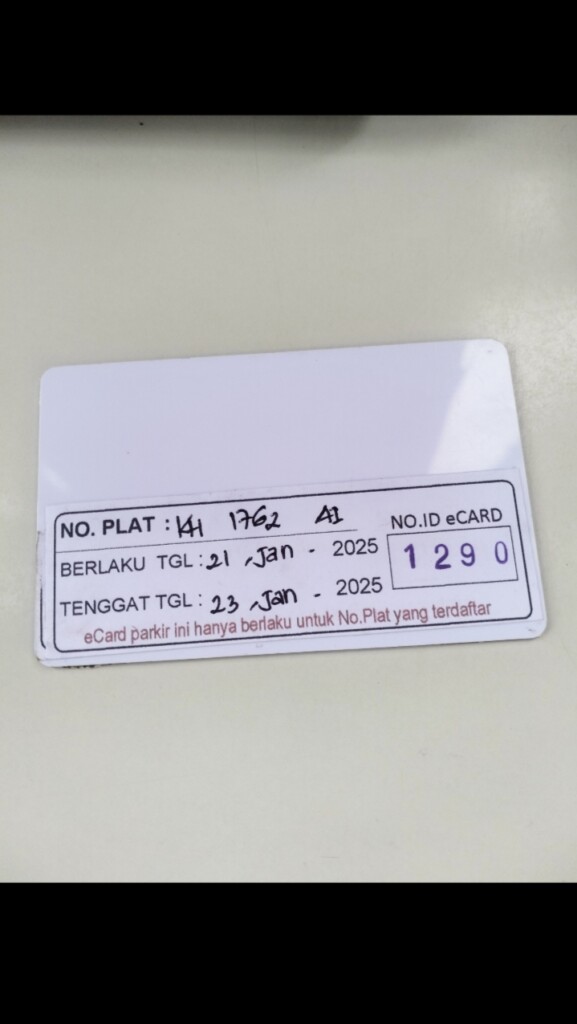 NO. PLAT : KH 1762 AI
NO.ID eCARD
BERLAKU TGL : 21 Jan - 2025
1290
TENGGAT TGL : 23 Jan - 2025
eCard parkir ini hanya berlaku untuk No.Plat yang terdaftar